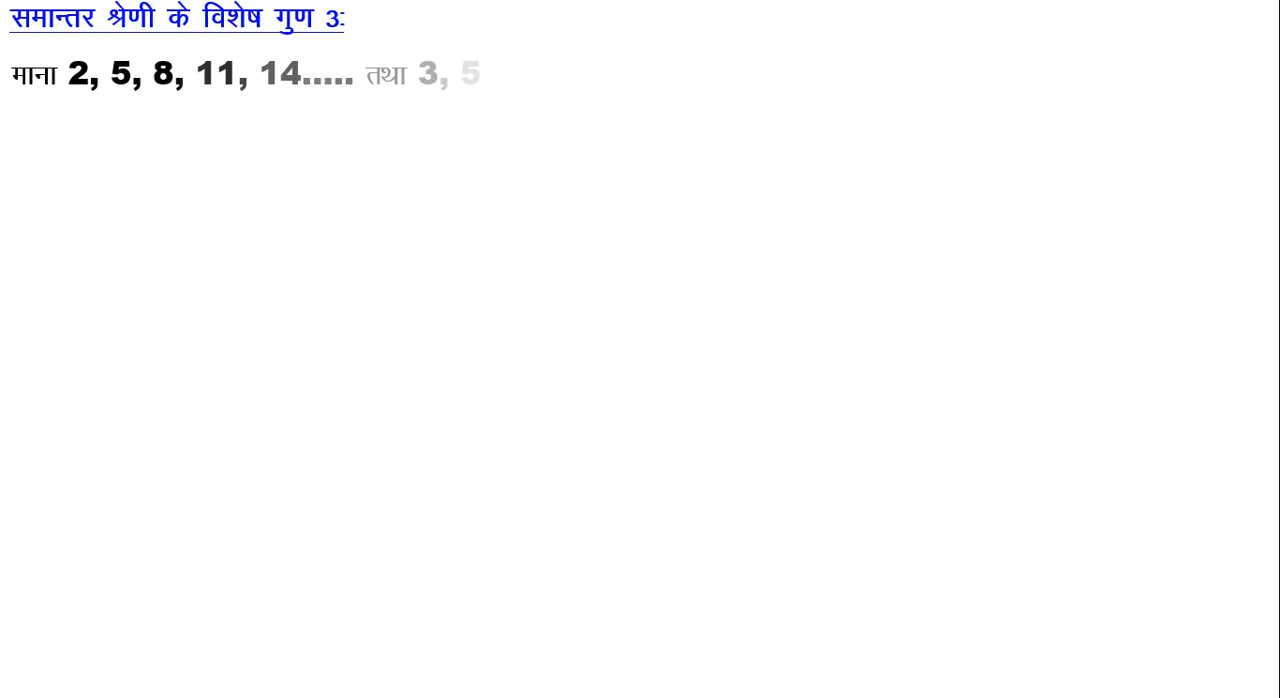 समान्तर श्रेणी के विशेष गुण 3:
माना 2, 5, 8, 11, 14..... तथा 3, 5